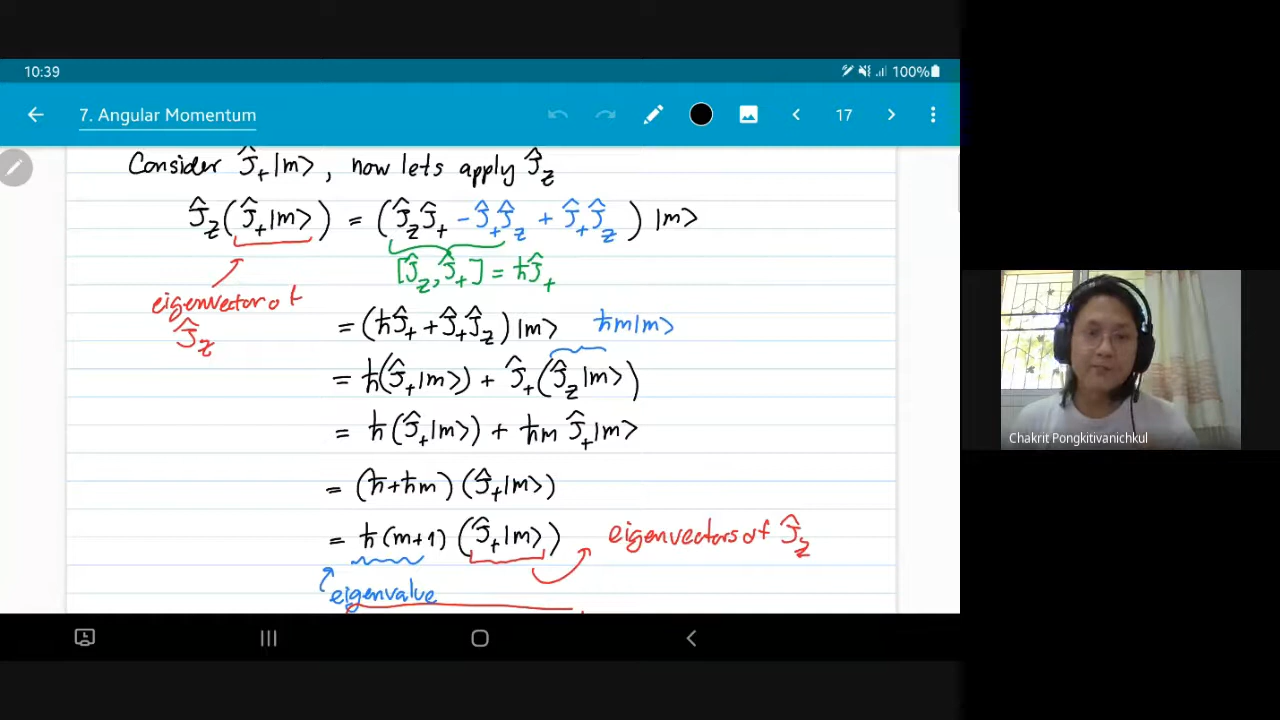 10:39
100%
7. Angular Momentum
17
Consider Ĵ₊|m>, now lets apply Ĵz
Ĵz(Ĵ₊|m>) = (ĴzĴ₊ - Ĵ₊Ĵz + Ĵ₊Ĵz) |m>
[Ĵz, Ĵ₊] = ħĴ₊
eigenvector of
Ĵz
= (ħĴ₊ + Ĵ₊Ĵz) |m>
ħm|m>
= ħ(Ĵ₊|m>) + Ĵ₊(Ĵz|m>)
= ħ (Ĵ₊|m>) + ħm Ĵ₊|m>
= (ħ+ħm) (Ĵ₊|m>)
= ħ (m+1) (Ĵ₊|m>)
eigenvectors of Ĵz
eigenvalue
Chakrit Pongkitivanichkul